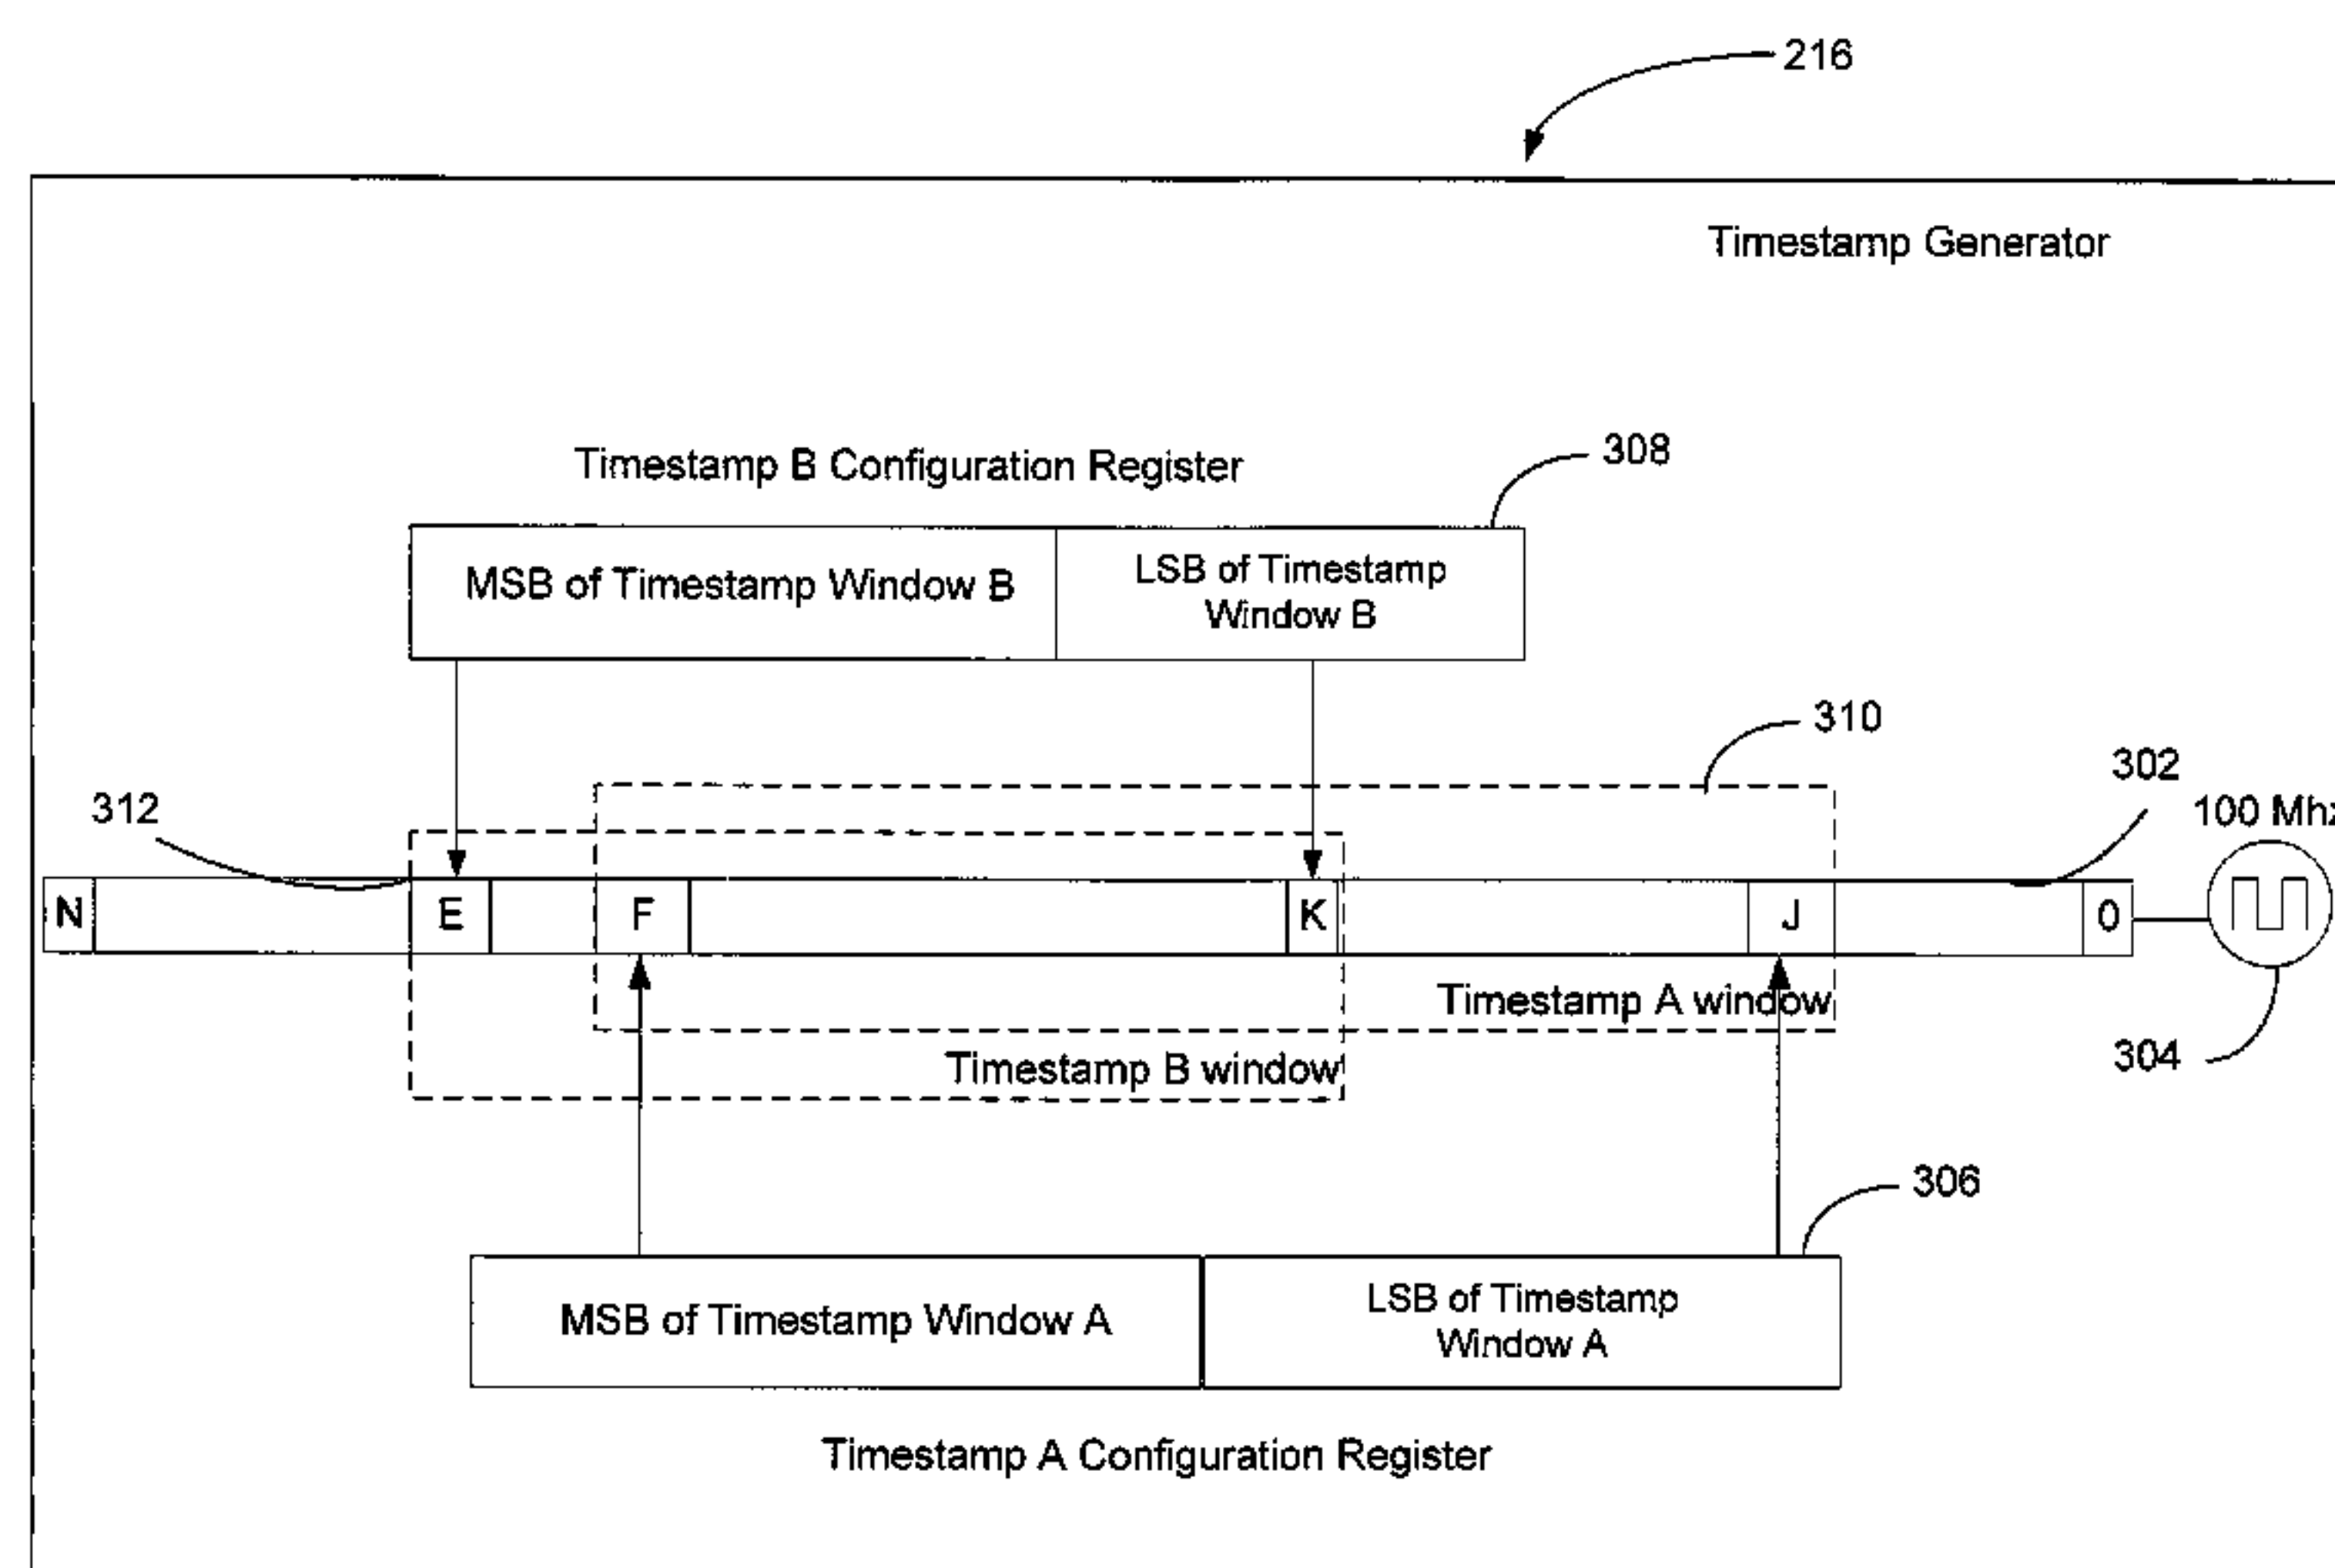 216
Timestamp Generator
Timestamp B Configuration Register
308
MSB of Timestamp Window B
LSB of Timestamp
Window B
310
302
312
100 Mhz
N
E
F
K
J
0
Timestamp A window
Timestamp B window
304
306
MSB of Timestamp Window A
LSB of Timestamp
Window A
Timestamp A Configuration Register